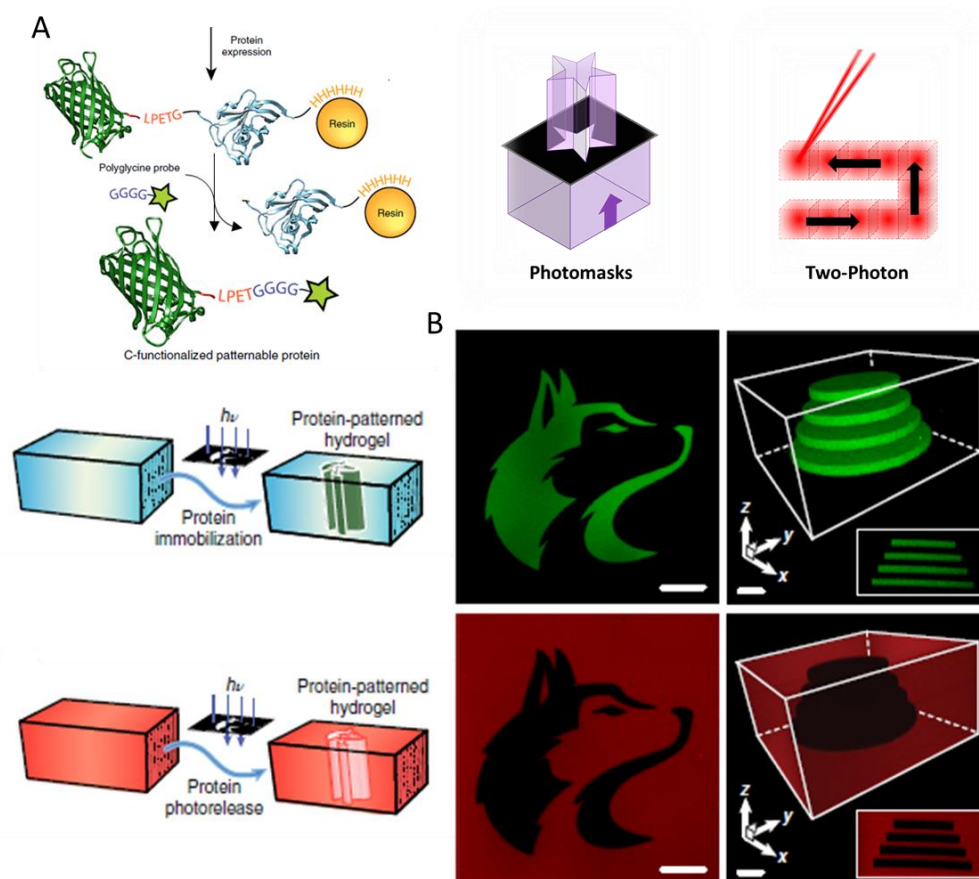 A
Protein
expression
LPETG
HHHHHH
Resin
Polyglycine probe
GGGG
HHHHHH
Resin
LPETGGGG
C-functionalized patternable protein
Photomasks
Two-Photon
B
hν
Protein-patterned
hydrogel
Protein
immobilization
z
y
x
hν
Protein-patterned
hydrogel
Protein
photorelease
z
y
x